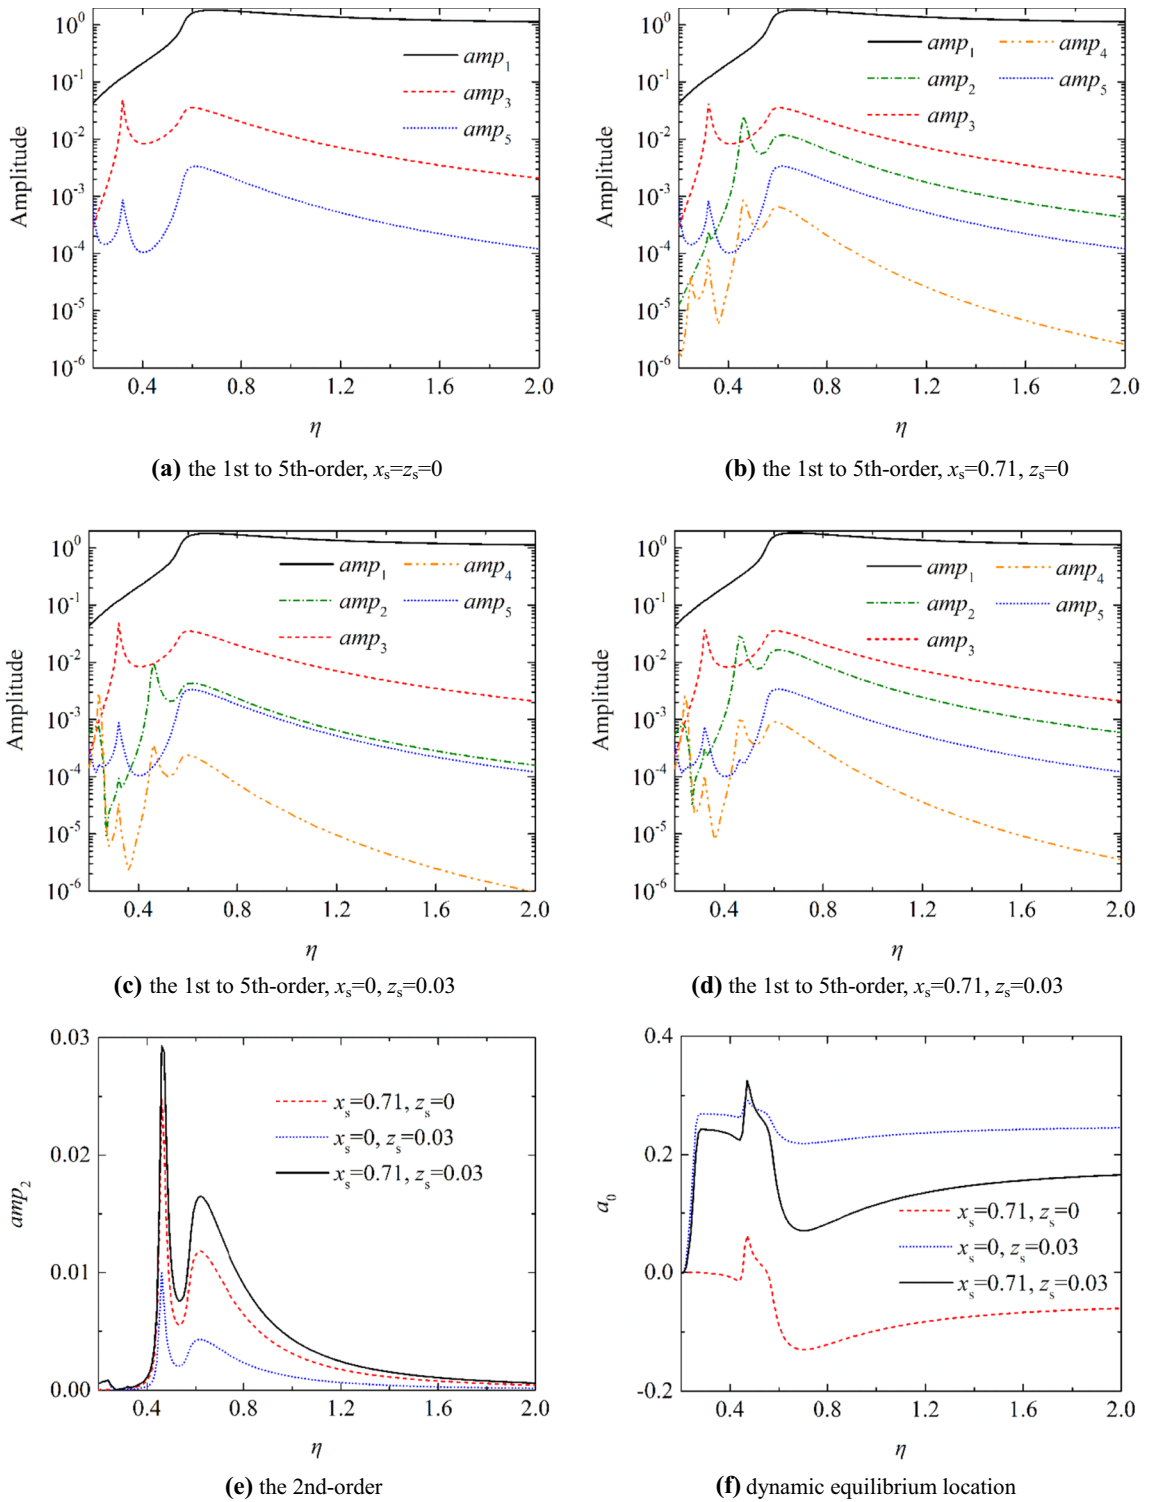 10⁰
10⁻¹
10⁻²
10⁻³
10⁻⁴
10⁻⁵
10⁻⁶
Amplitude
amp₁
amp₃
amp₅
0.4 0.8 1.2 1.6 2.0
η
(a) the 1st to 5th-order, xₛ=zₛ=0
10⁰
10⁻¹
10⁻²
10⁻³
10⁻⁴
10⁻⁵
10⁻⁶
Amplitude
amp₁ amp₄
amp₂ amp₅
amp₃
0.4 0.8 1.2 1.6 2.0
η
(b) the 1st to 5th-order, xₛ=0.71, zₛ=0
10⁰
10⁻¹
10⁻²
10⁻³
10⁻⁴
10⁻⁵
10⁻⁶
Amplitude
amp₁ amp₄
amp₂ amp₅
amp₃
0.4 0.8 1.2 1.6 2.0
η
(c) the 1st to 5th-order, xₛ=0, zₛ=0.03
10⁰
10⁻¹
10⁻²
10⁻³
10⁻⁴
10⁻⁵
10⁻⁶
Amplitude
amp₁ amp₄
amp₂ amp₅
amp₃
0.4 0.8 1.2 1.6 2.0
η
(d) the 1st to 5th-order, xₛ=0.71, zₛ=0.03
0.03
0.02
0.01
0.00
amp₂
xₛ=0.71, zₛ=0
xₛ=0, zₛ=0.03
xₛ=0.71, zₛ=0.03
0.4 0.8 1.2 1.6 2.0
η
(e) the 2nd-order
0.4
0.2
0.0
-0.2
a₀
xₛ=0.71, zₛ=0
xₛ=0, zₛ=0.03
xₛ=0.71, zₛ=0.03
0.4 0.8 1.2 1.6 2.0
η
(f) dynamic equilibrium location